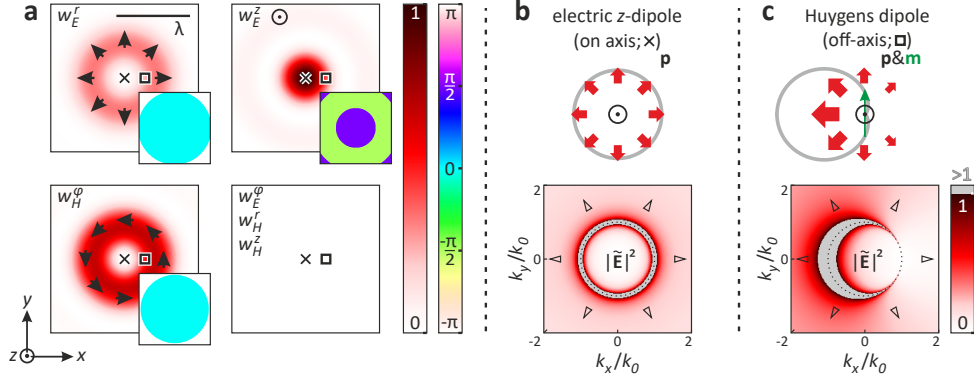 a
w_E^r
λ
w_E^z
w_H^φ
w_E^φ
w_H^r
w_H^z
y
z
x
1
0
π
π/2
0
-π/2
-π
b
electric z-dipole
(on axis; ×)
p
2
0
-2
0
2
k_y/k_0
|Ẽ|²
k_x/k_0
c
Huygens dipole
(off-axis; □)
p&m
2
0
-2
0
2
k_y/k_0
|Ẽ|²
k_x/k_0
>1
1
0